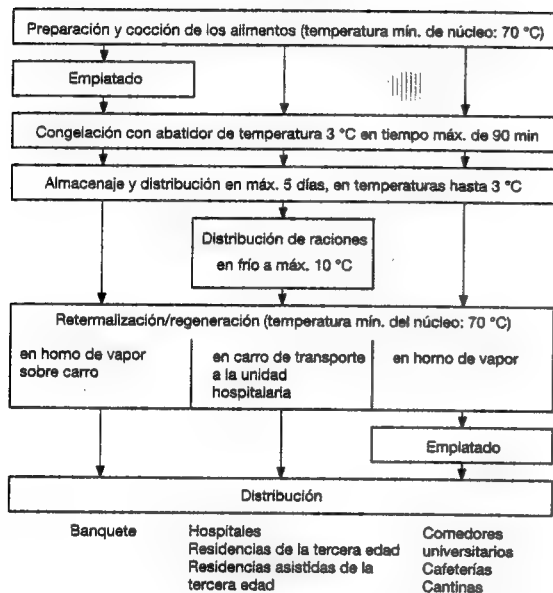 Preparación y cocción de los alimentos (temperatura mín. de núcleo: 70 °C)
Emplatado
Congelación con abatidor de temperatura 3 °C en tiempo máx. de 90 min
Almacenaje y distribución en máx. 5 días, en temperaturas hasta 3 °C
Distribución de raciones
en frío a máx. 10 °C
Retermalización/regeneración (temperatura mín. del núcleo: 70 °C)
en horno de vapor
sobre carro
en carro de transporte
a la unidad
hospitalaria
en horno de vapor
Emplatado
Distribución
Banquete
Hospitales
Residencias de la tercera edad
Residencias asistidas de la
tercera edad
Comedores
universitarios
Cafeterías
Cantinas